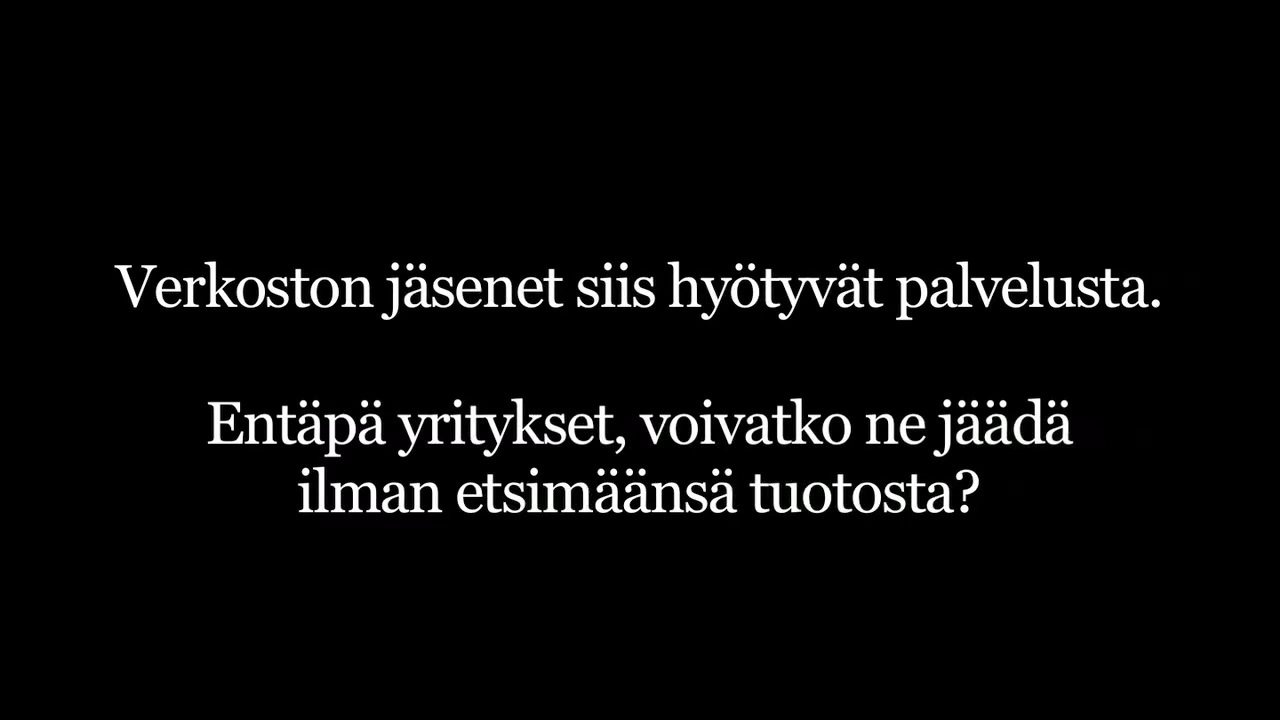 Verkoston jäsenet siis hyötyvät palvelusta.
Entäpä yritykset, voivatko ne jäädä
ilman etsimäänsä tuotosta?